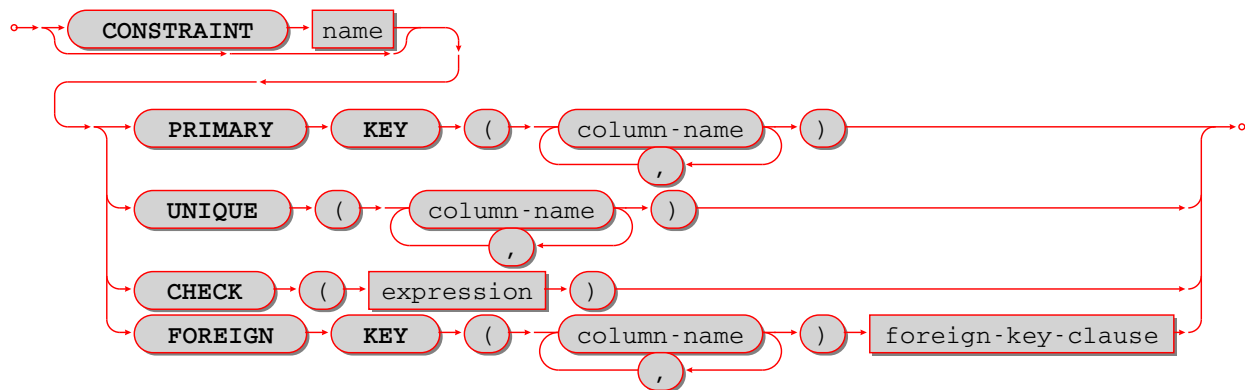 CONSTRAINT name
PRIMARY KEY ( column-name )
,
UNIQUE ( column-name )
,
CHECK ( expression )
FOREIGN KEY ( column-name ) foreign-key-clause
,